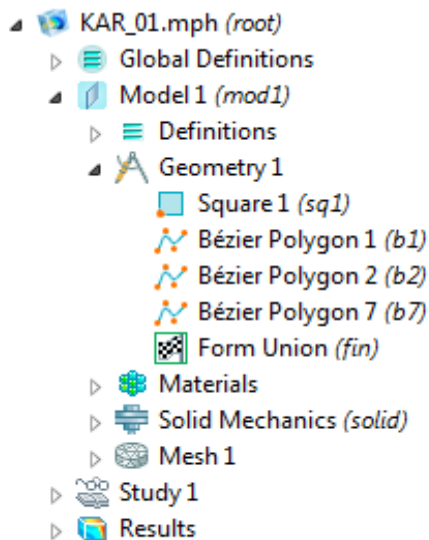 KAR_01.mph (root)
Global Definitions
Model 1 (mod1)
Definitions
Geometry 1
Square 1 (sq1)
Bézier Polygon 1 (b1)
Bézier Polygon 2 (b2)
Bézier Polygon 7 (b7)
Form Union (fin)
Materials
Solid Mechanics (solid)
Mesh 1
Study 1
Results